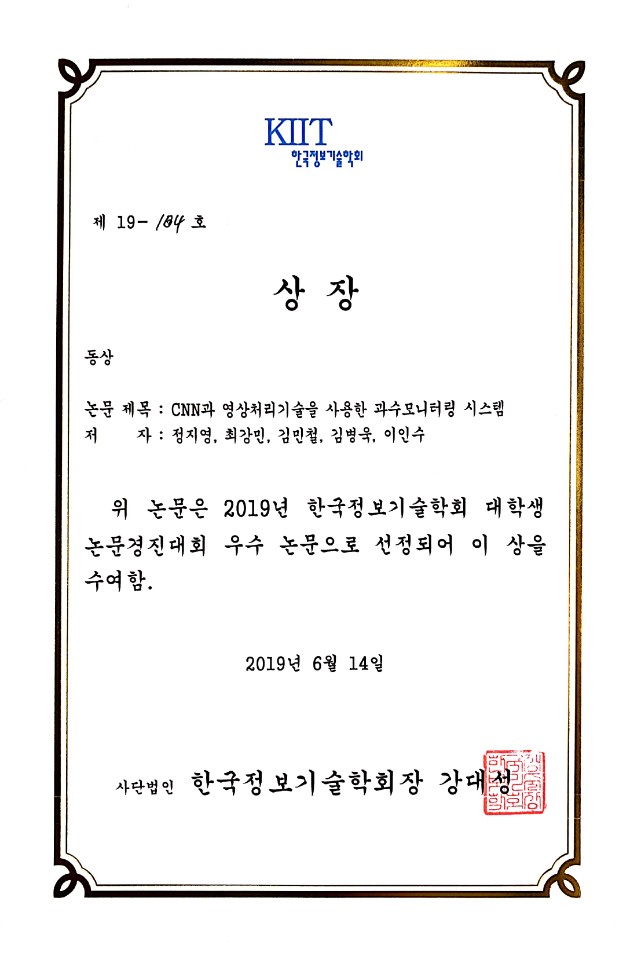 KIIT
한국정보기술학회
제 19- 184 호
상 장
동상
논문 제목 : CNN과 영상처리기술을 사용한 과수모니터링 시스템
저 자 : 정지영, 최강민, 김민철, 김병욱, 이인수
위 논문은 2019년 한국정보기술학회 대학생
논문경진대회 우수 논문으로 선정되어 이 상을
수여함.
2019년 6월 14일
사단법인 한국정보기술학회장 강대성